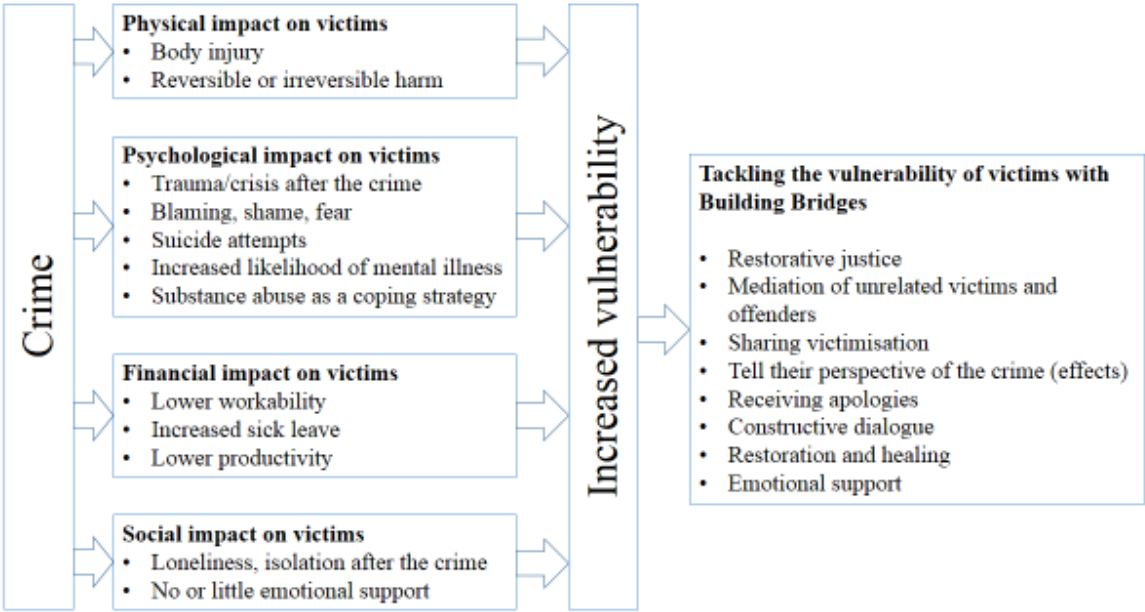 Crime
Physical impact on victims
• Body injury
• Reversible or irreversible harm
Psychological impact on victims
• Trauma/crisis after the crime
• Blaming, shame, fear
• Suicide attempts
• Increased likelihood of mental illness
• Substance abuse as a coping strategy
Financial impact on victims
• Lower workability
• Increased sick leave
• Lower productivity
Social impact on victims
• Loneliness, isolation after the crime
• No or little emotional support
Increased vulnerability
Tackling the vulnerability of victims with
Building Bridges
• Restorative justice
• Mediation of unrelated victims and
offenders
• Sharing victimisation
• Tell their perspective of the crime (effects)
• Receiving apologies
• Constructive dialogue
• Restoration and healing
• Emotional support